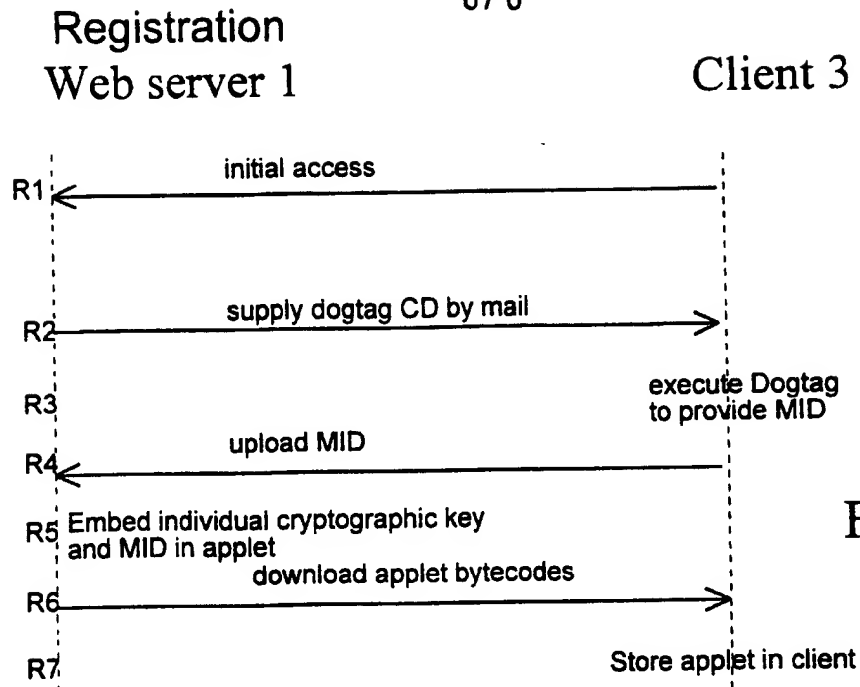 Registration
Web server 1
Client 3
R1
initial access
R2
supply dogtag CD by mail
R3
execute Dogtag
to provide MID
R4
upload MID
R5
Embed individual cryptographic key
and MID in applet
R6
download applet bytecodes
R7
Store applet in client